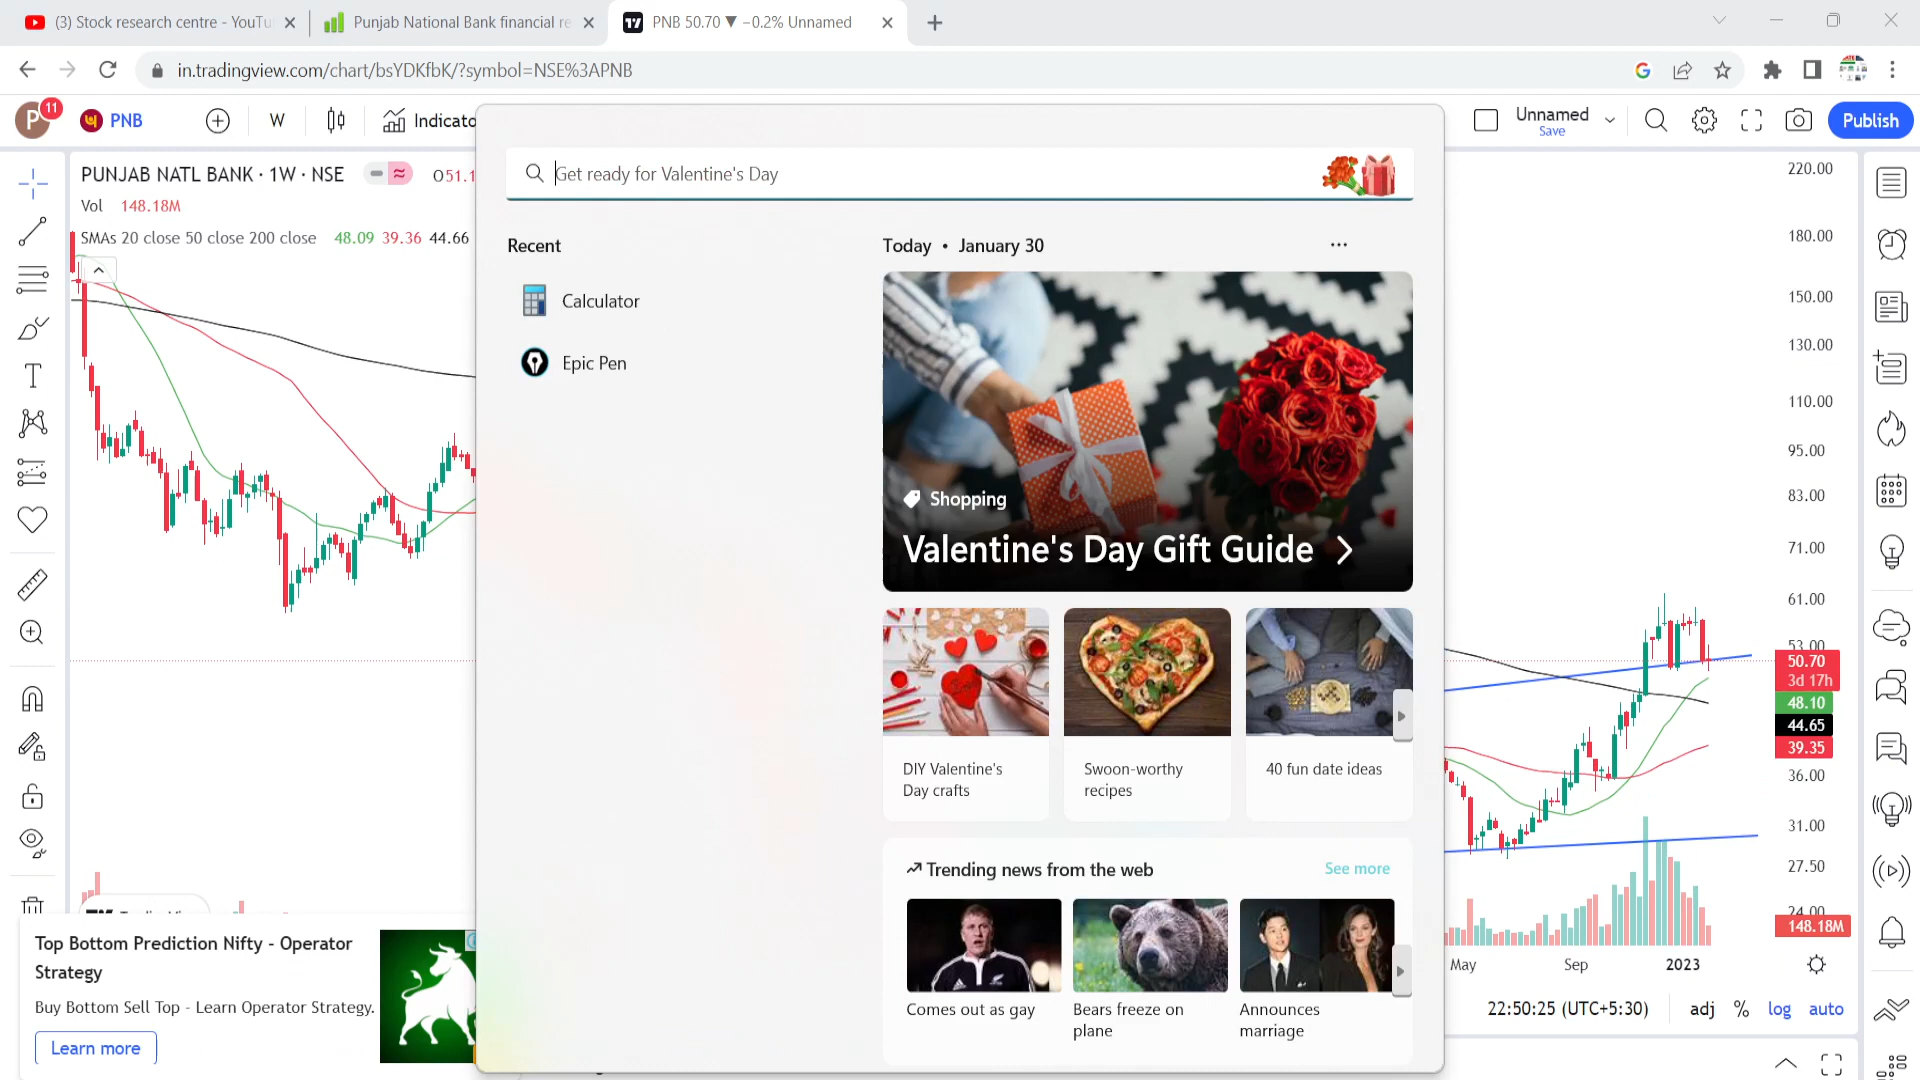 (3) Stock research centre - YouTu
Punjab National Bank financial re
PNB 50.70 ▼ −0.2% Unnamed
in.tradingview.com/chart/bsYDKfbK/?symbol=NSE%3APNB
P
11
PNB
W
Indicato
Unnamed
Save
Publish
PUNJAB NATL BANK · 1W · NSE
O51.1
Vol 148.18M
SMAs 20 close 50 close 200 close 48.09 39.36 44.66
Get ready for Valentine's Day
Recent
Calculator
Epic Pen
Today • January 30
Shopping
Valentine's Day Gift Guide
DIY Valentine's
Day crafts
Swoon-worthy
recipes
40 fun date ideas
Trending news from the web
See more
Comes out as gay
Bears freeze on
plane
Announces
marriage
220.00
180.00
150.00
130.00
110.00
95.00
83.00
71.00
61.00
53.00
50.70
3d 17h
48.10
44.65
39.35
36.00
31.00
27.50
24.00
148.18M
May
Sep
2023
22:50:25 (UTC+5:30)
adj
%
log
auto
Top Bottom Prediction Nifty - Operator
Strategy
Buy Bottom Sell Top - Learn Operator Strategy.
Learn more